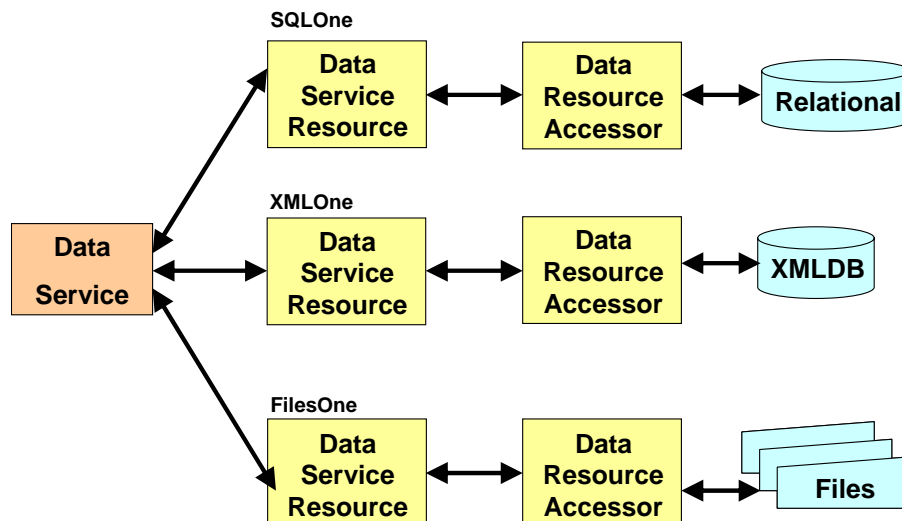 SQLOne
Data
Service
Resource
Data
Resource
Accessor
Relational
XMLOne
Data
Service
Data
Service
Resource
Data
Resource
Accessor
XMLDB
FilesOne
Data
Service
Resource
Data
Resource
Accessor
Files